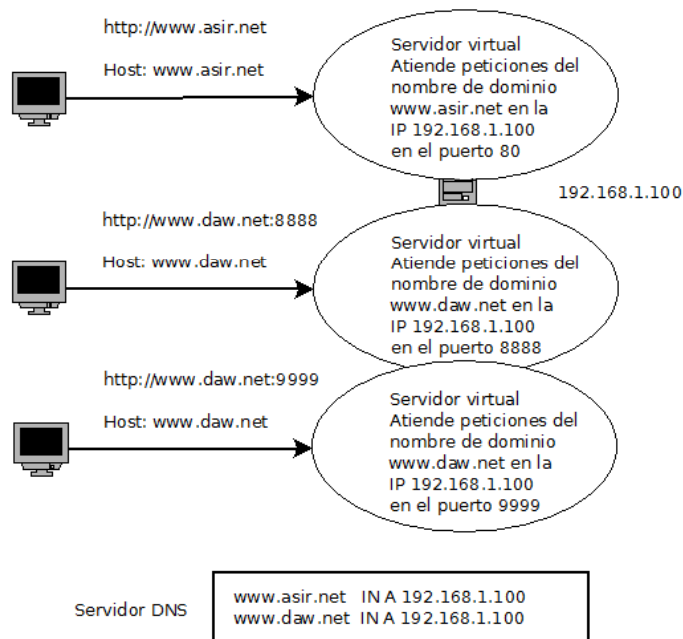 http://www.asir.net
Host: www.asir.net
Servidor virtual
Atiende peticiones del
nombre de dominio
www.asir.net en la
IP 192.168.1.100
en el puerto 80
192.168.1.100
http://www.daw.net:8888
Host: www.daw.net
Servidor virtual
Atiende peticiones del
nombre de dominio
www.daw.net en la
IP 192.168.1.100
en el puerto 8888
http://www.daw.net:9999
Host: www.daw.net
Servidor virtual
Atiende peticiones del
nombre de dominio
www.daw.net en la
IP 192.168.1.100
en el puerto 9999
Servidor DNS
www.asir.net IN A 192.168.1.100
www.daw.net IN A 192.168.1.100